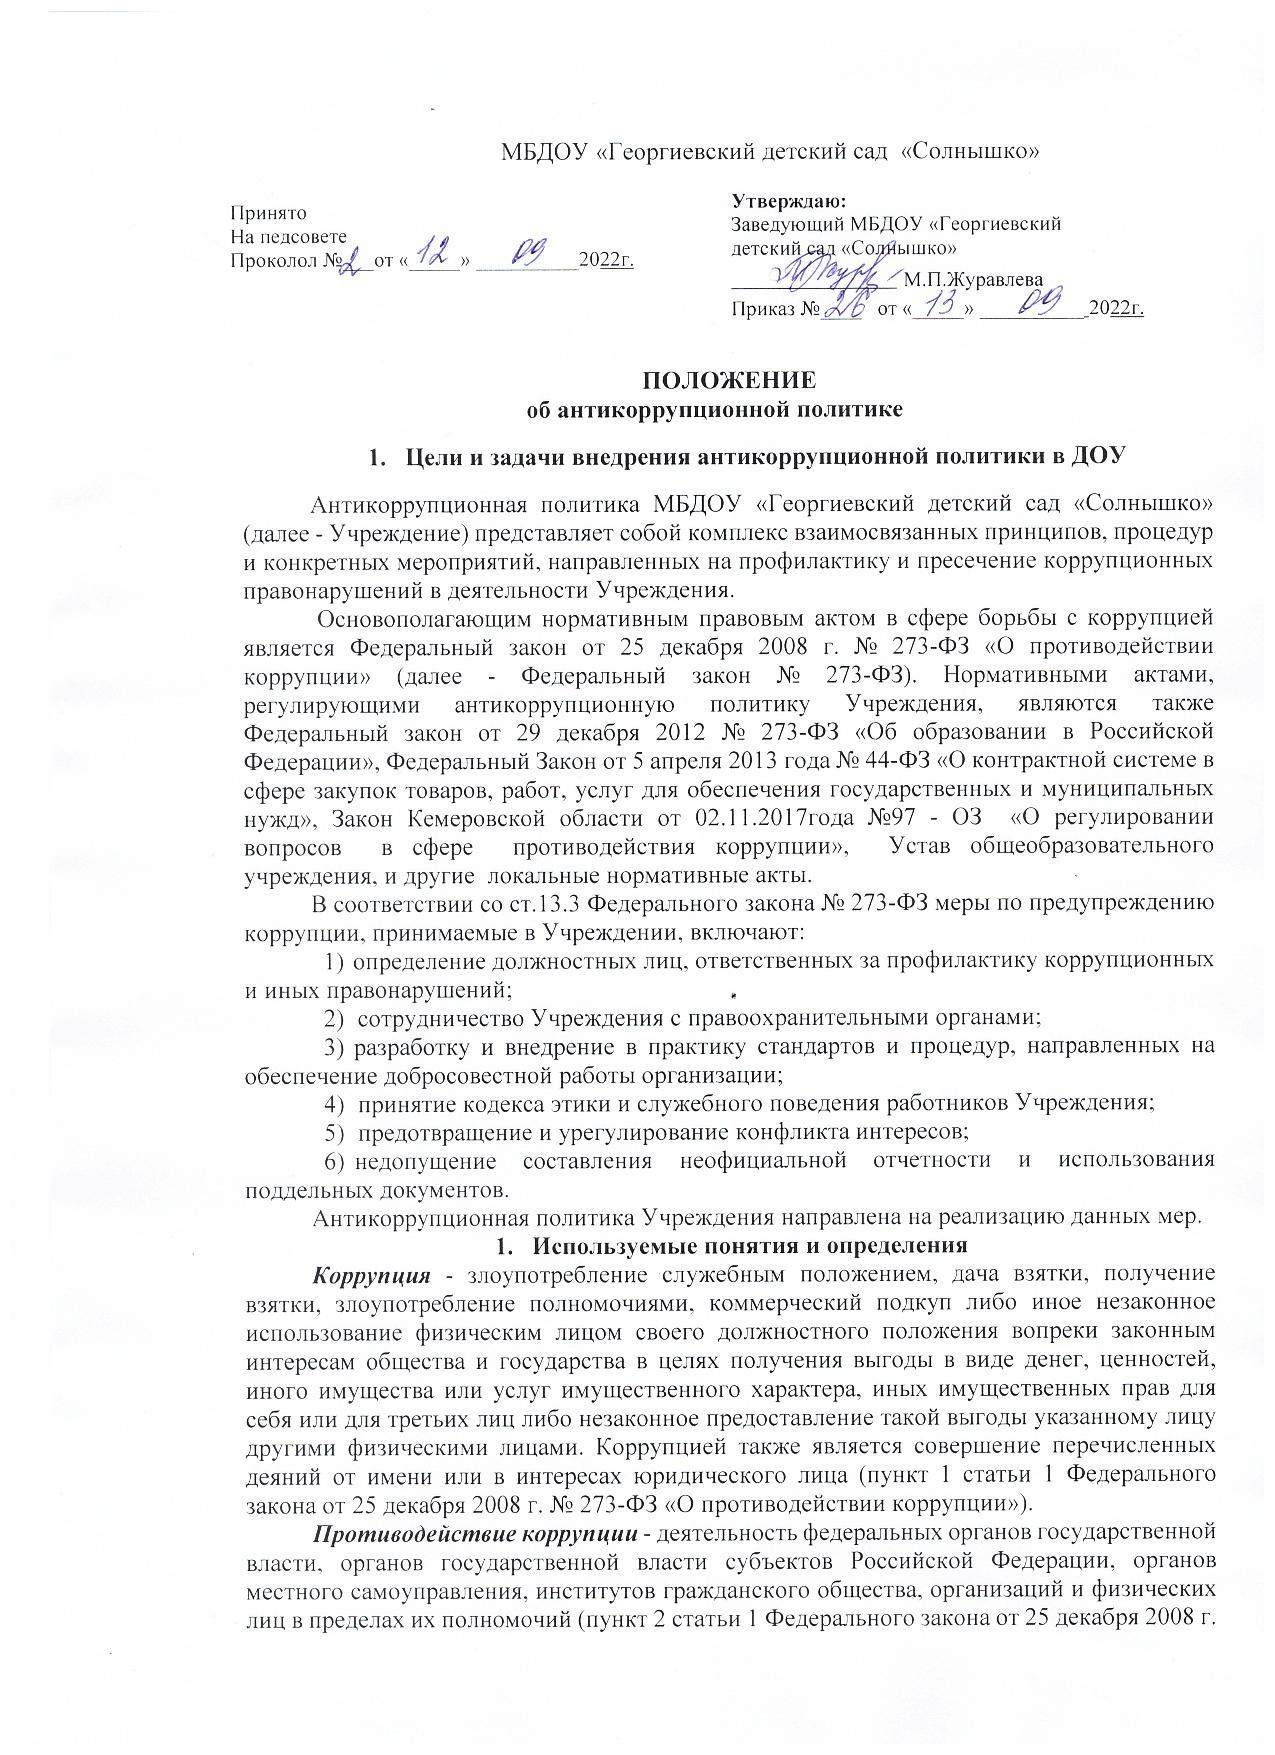 МБДОУ «Георгиевский детский сад «Солнышко»
Принято
На педсовете
Проколол № 2 от « 12 » 09 2022г.
Утверждаю:
Заведующий МБДОУ «Георгиевский
детский сад «Солнышко»
М.П.Журавлева
Приказ № 26 от « 13 » 09 2022г.
ПОЛОЖЕНИЕ
об антикоррупционной политике
1. Цели и задачи внедрения антикоррупционной политики в ДОУ
Антикоррупционная политика МБДОУ «Георгиевский детский сад «Солнышко»
(далее - Учреждение) представляет собой комплекс взаимосвязанных принципов, процедур
и конкретных мероприятий, направленных на профилактику и пресечение коррупционных
правонарушений в деятельности Учреждения.
Основополагающим нормативным правовым актом в сфере борьбы с коррупцией
является Федеральный закон от 25 декабря 2008 г. № 273-ФЗ «О противодействии
коррупции» (далее - Федеральный закон № 273-ФЗ). Нормативными актами,
регулирующими антикоррупционную политику Учреждения, являются также
Федеральный закон от 29 декабря 2012 № 273-ФЗ «Об образовании в Российской
Федерации», Федеральный Закон от 5 апреля 2013 года № 44-ФЗ «О контрактной системе в
сфере закупок товаров, работ, услуг для обеспечения государственных и муниципальных
нужд», Закон Кемеровской области от 02.11.2017года №97 - ОЗ «О регулировании
вопросов в сфере противодействия коррупции», Устав общеобразовательного
учреждения, и другие локальные нормативные акты.
В соответствии со ст.13.3 Федерального закона № 273-ФЗ меры по предупреждению
коррупции, принимаемые в Учреждении, включают:
1) определение должностных лиц, ответственных за профилактику коррупционных
и иных правонарушений;
2) сотрудничество Учреждения с правоохранительными органами;
3) разработку и внедрение в практику стандартов и процедур, направленных на
обеспечение добросовестной работы организации;
4) принятие кодекса этики и служебного поведения работников Учреждения;
5) предотвращение и урегулирование конфликта интересов;
6) недопущение составления неофициальной отчетности и использования
поддельных документов.
Антикоррупционная политика Учреждения направлена на реализацию данных мер.
1. Используемые понятия и определения
Коррупция - злоупотребление служебным положением, дача взятки, получение
взятки, злоупотребление полномочиями, коммерческий подкуп либо иное незаконное
использование физическим лицом своего должностного положения вопреки законным
интересам общества и государства в целях получения выгоды в виде денег, ценностей,
иного имущества или услуг имущественного характера, иных имущественных прав для
себя или для третьих лиц либо незаконное предоставление такой выгоды указанному лицу
другими физическими лицами. Коррупцией также является совершение перечисленных
деяний от имени или в интересах юридического лица (пункт 1 статьи 1 Федерального
закона от 25 декабря 2008 г. № 273-ФЗ «О противодействии коррупции»).
Противодействие коррупции - деятельность федеральных органов государственной
власти, органов государственной власти субъектов Российской Федерации, органов
местного самоуправления, институтов гражданского общества, организаций и физических
лиц в пределах их полномочий (пункт 2 статьи 1 Федерального закона от 25 декабря 2008 г.